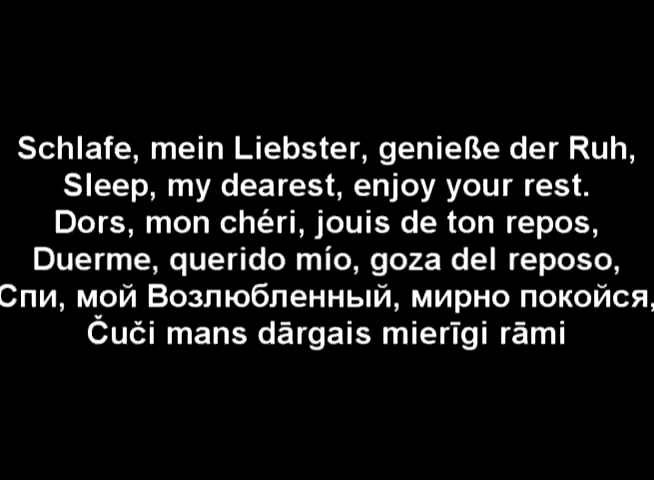 Schlafe, mein Liebster, genieße der Ruh,
Sleep, my dearest, enjoy your rest.
Dors, mon chéri, jouis de ton repos,
Duerme, querido mío, goza del reposo,
Спи, мой Возлюбленный, мирно покойся,
Čuči mans dārgais mierīgi rāmi